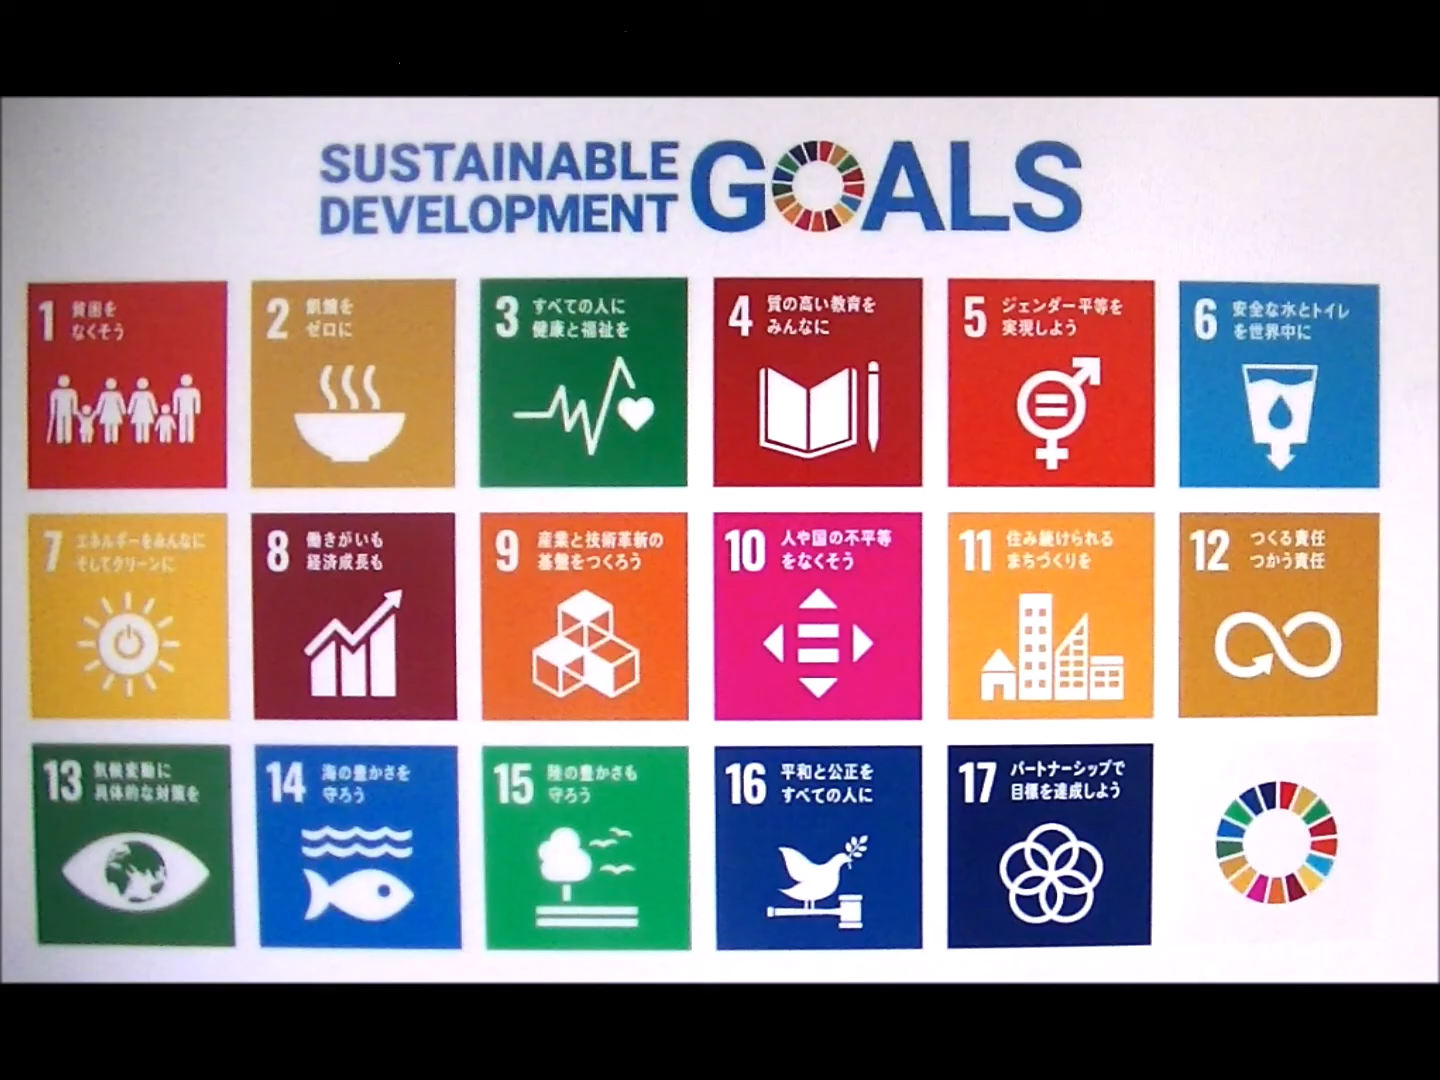 SUSTAINABLE
DEVELOPMENT
GOALS
1
貧困を
なくそう
2
飢餓を
ゼロに
3
すべての人に
健康と福祉を
4
質の高い教育を
みんなに
5
ジェンダー平等を
実現しよう
6
安全な水とトイレ
を世界中に
7
エネルギーをみんなに
そしてクリーンに
8
働きがいも
経済成長も
9
産業と技術革新の
基盤をつくろう
10
人や国の不平等
をなくそう
11
住み続けられる
まちづくりを
12
つくる責任
つかう責任
13
気候変動に
具体的な対策を
14
海の豊かさを
守ろう
15
陸の豊かさも
守ろう
16
平和と公正を
すべての人に
17
パートナーシップで
目標を達成しよう